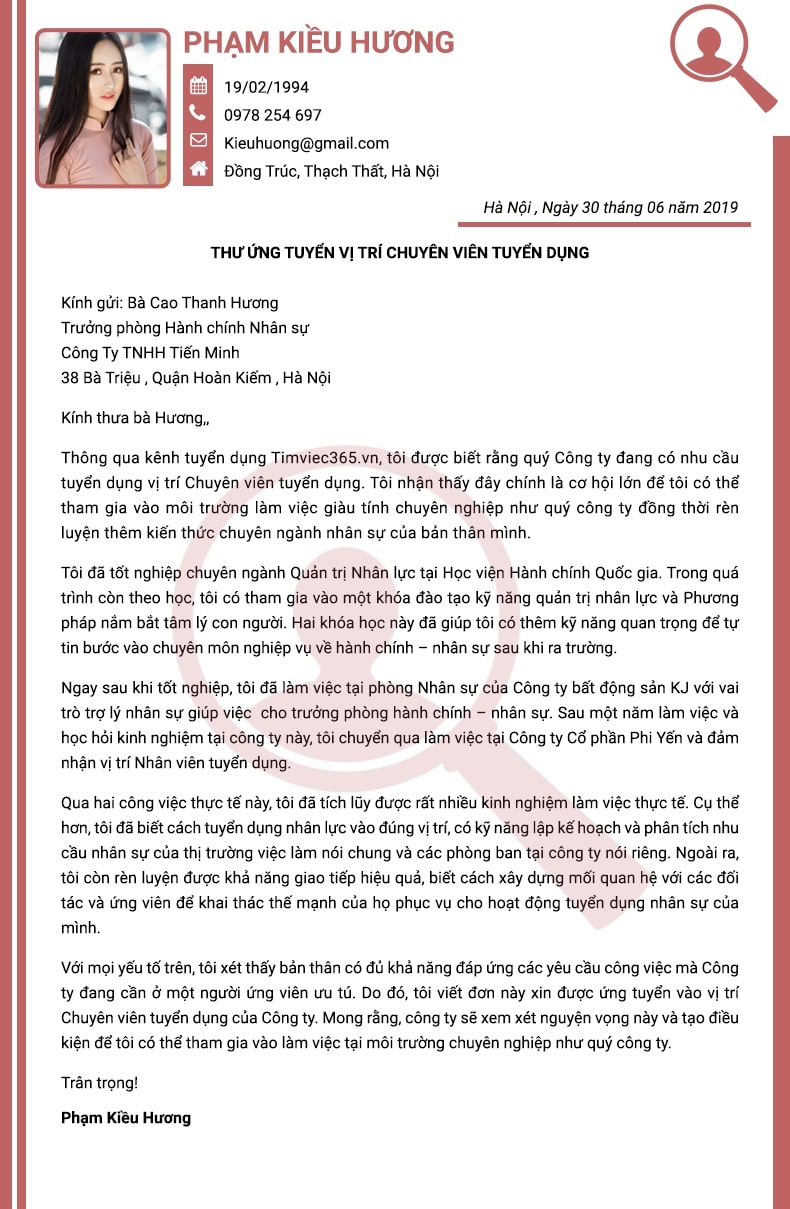 PHẠM KIỀU HƯƠNG
19/02/1994
0978 254 697
Kieuhuong@gmail.com
Đồng Trúc, Thạch Thất, Hà Nội
Hà Nội , Ngày 30 tháng 06 năm 2019
THƯ ỨNG TUYỂN VỊ TRÍ CHUYÊN VIÊN TUYỂN DỤNG
Kính gửi: Bà Cao Thanh Hương
Trưởng phòng Hành chính Nhân sự
Công Ty TNHH Tiến Minh
38 Bà Triệu , Quận Hoàn Kiếm , Hà Nội
Kính thưa bà Hương,,
Thông qua kênh tuyển dụng Timviec365.vn, tôi được biết rằng quý Công ty đang có nhu cầu
tuyển dụng vị trí Chuyên viên tuyển dụng. Tôi nhận thấy đây chính là cơ hội lớn để tôi có thể
tham gia vào môi trường làm việc giàu tính chuyên nghiệp như quý công ty đồng thời rèn
luyện thêm kiến thức chuyên ngành nhân sự của bản thân mình.
Tôi đã tốt nghiệp chuyên ngành Quản trị Nhân lực tại Học viện Hành chính Quốc gia. Trong quá
trình còn theo học, tôi có tham gia vào một khóa đào tạo kỹ năng quản trị nhân lực và Phương
pháp nắm bắt tâm lý con người. Hai khóa học này đã giúp tôi có thêm kỹ năng quan trọng để tự
tin bước vào chuyên môn nghiệp vụ về hành chính – nhân sự sau khi ra trường.
Ngay sau khi tốt nghiệp, tôi đã làm việc tại phòng Nhân sự của Công ty bất động sản KJ với vai
trò trợ lý nhân sự giúp việc  cho trưởng phòng hành chính – nhân sự. Sau một năm làm việc và
học hỏi kinh nghiệm tại công ty này, tôi chuyển qua làm việc tại Công ty Cổ phần Phi Yến và đảm
nhận vị trí Nhân viên tuyển dụng.
Qua hai công việc thực tế này, tôi đã tích lũy được rất nhiều kinh nghiệm làm việc thực tế. Cụ thể
hơn, tôi đã biết cách tuyển dụng nhân lực vào đúng vị trí, có kỹ năng lập kế hoạch và phân tích nhu
cầu nhân sự của thị trường việc làm nói chung và các phòng ban tại công ty nói riêng. Ngoài ra,
tôi còn rèn luyện được khả năng giao tiếp hiệu quả, biết cách xây dựng mối quan hệ với các đối
tác và ứng viên để khai thác thế mạnh của họ phục vụ cho hoạt động tuyển dụng nhân sự của
mình.
Với mọi yếu tố trên, tôi xét thấy bản thân có đủ khả năng đáp ứng các yêu cầu công việc mà Công
ty đang cần ở một người ứng viên ưu tú. Do đó, tôi viết đơn này xin được ứng tuyển vào vị trí
Chuyên viên tuyển dụng của Công ty. Mong rằng, công ty sẽ xem xét nguyện vọng này và tạo điều
kiện để tôi có thể tham gia vào làm việc tại môi trường chuyên nghiệp như quý công ty.
Trân trọng!
Phạm Kiều Hương